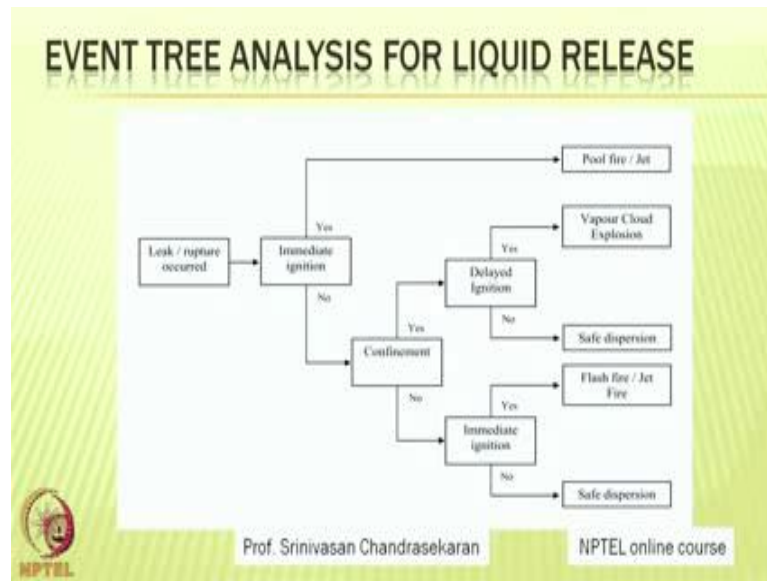 EVENT TREE ANALYSIS FOR LIQUID RELEASE
Pool fire / Jet
Yes
Vapour Cloud
Explosion
Leak / rupture
occurred
Immediate
ignition
Yes
Delayed
Ignition
No
No
Yes
Safe dispersion
Confinement
Flash fire / Jet
Fire
No
Yes
Immediate
ignition
No
Safe dispersion
NPTEL
Prof. Srinivasan Chandrasekaran
NPTEL online course